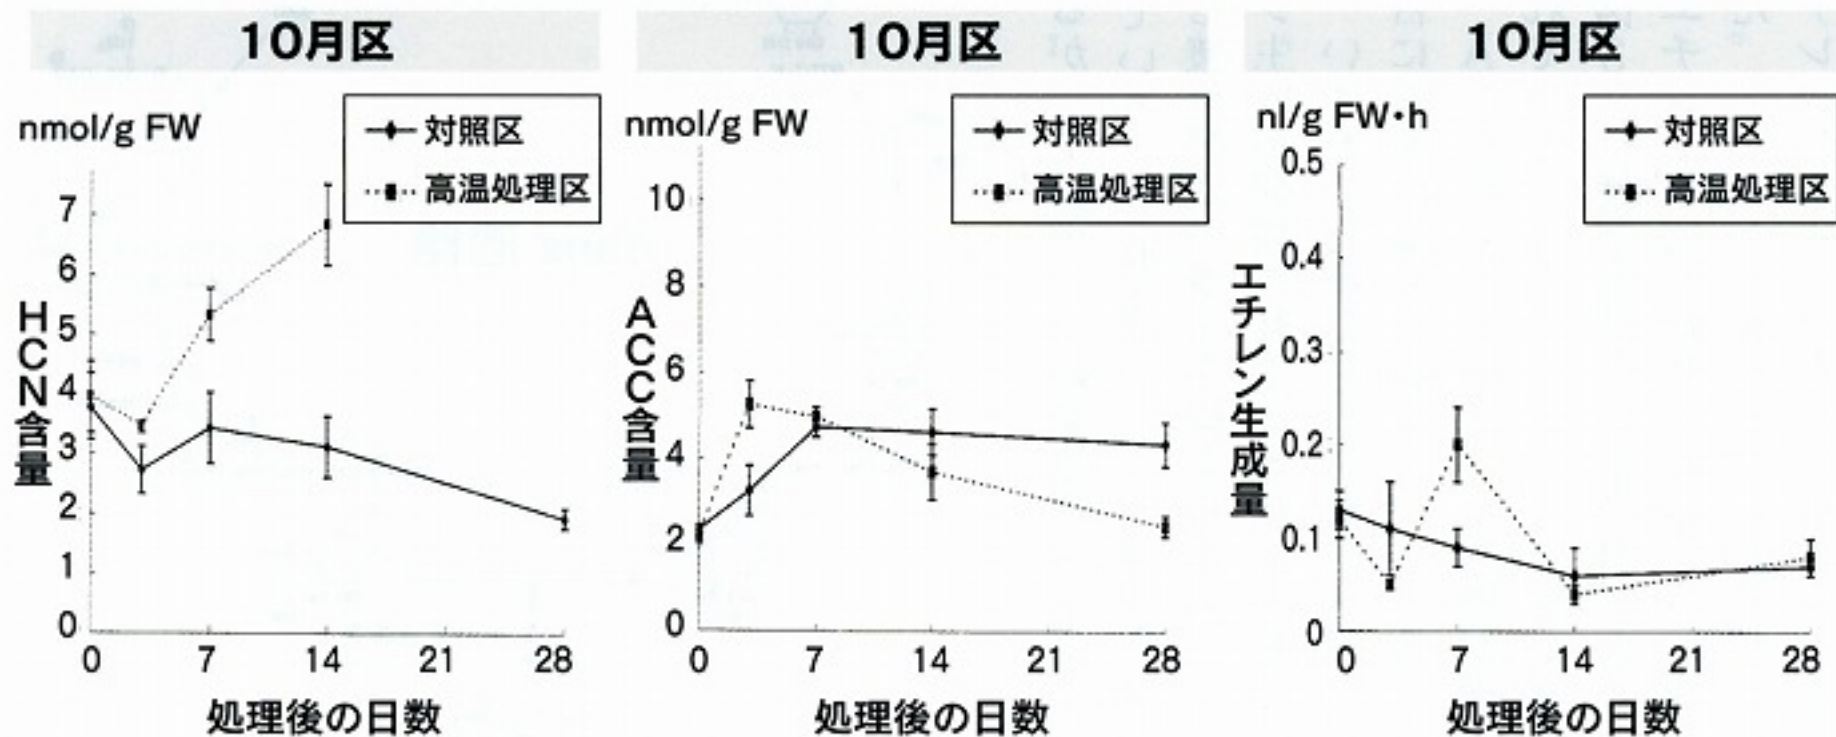 10月区
nmol/g FW
対照区
高温処理区
HCN含量
7
6
5
4
3
2
1
0
0 7 14 21 28
処理後の日数
10月区
nmol/g FW
対照区
高温処理区
ACC含量
10
8
6
4
2
0
0 7 14 21 28
処理後の日数
10月区
nl/g FW・h
対照区
高温処理区
エチレン生成量
0.5
0.4
0.3
0.2
0.1
0
0 7 14 21 28
処理後の日数